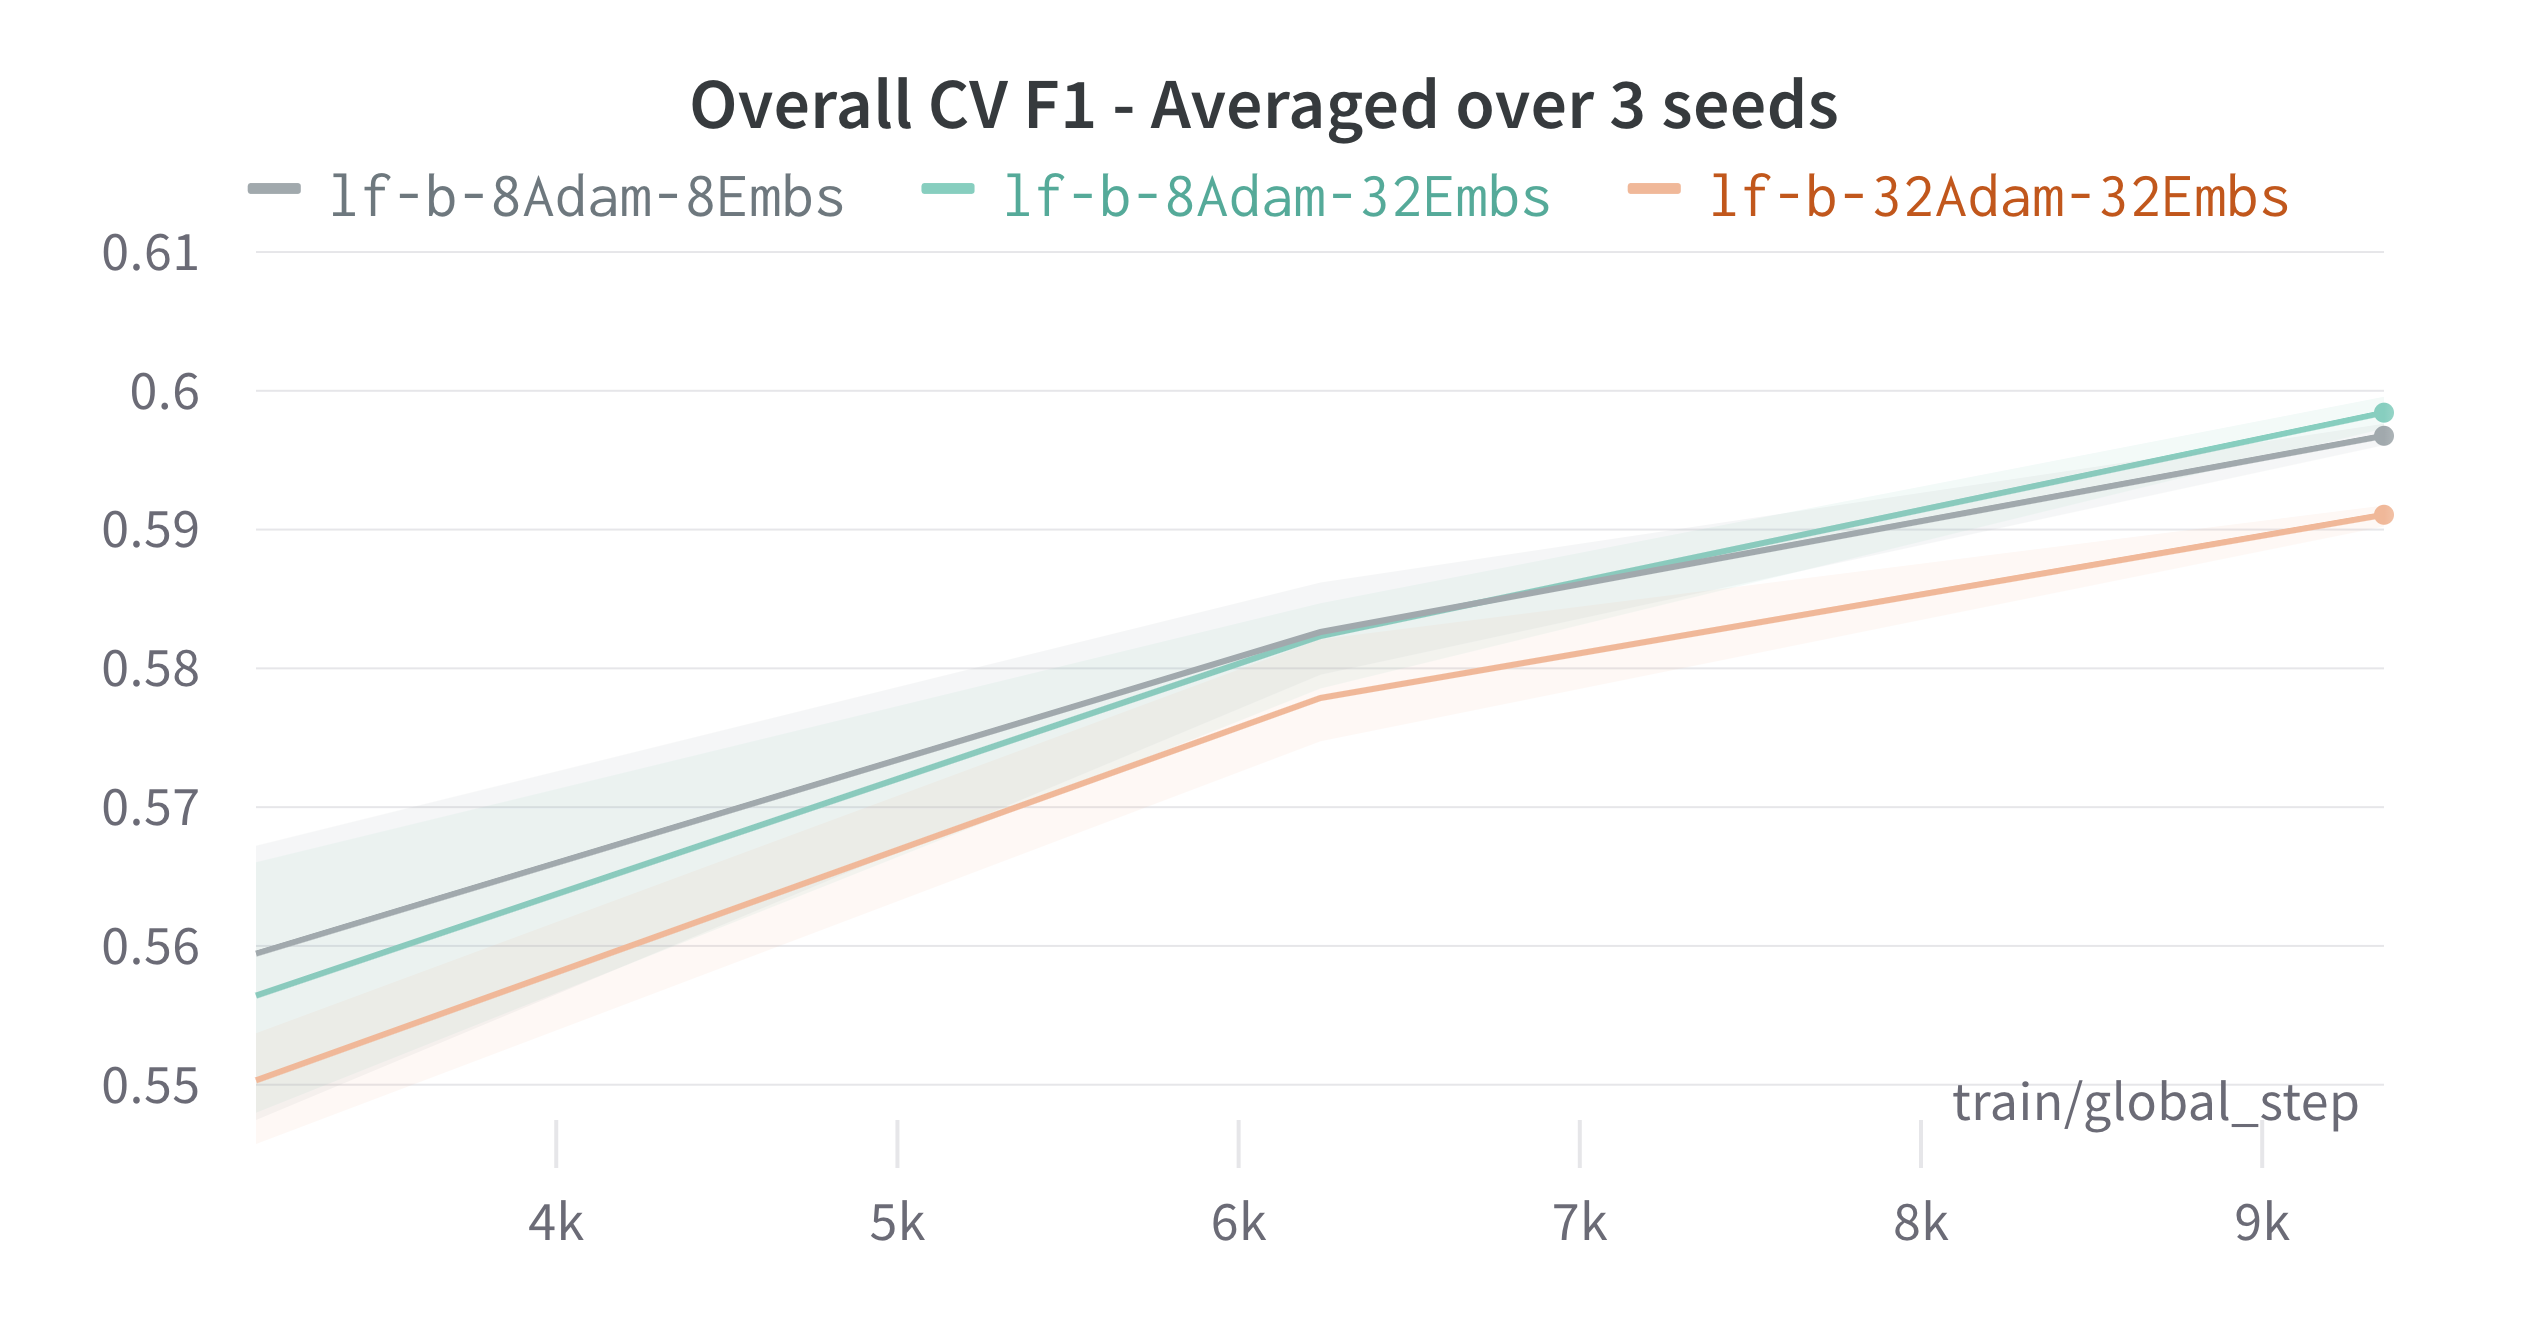 Overall CV F1 - Averaged over 3 seeds
lf-b-8Adam-8Embs lf-b-8Adam-32Embs lf-b-32Adam-32Embs
0.61
0.6
0.59
0.58
0.57
0.56
0.55
train/global_step
4k 5k 6k 7k 8k 9k